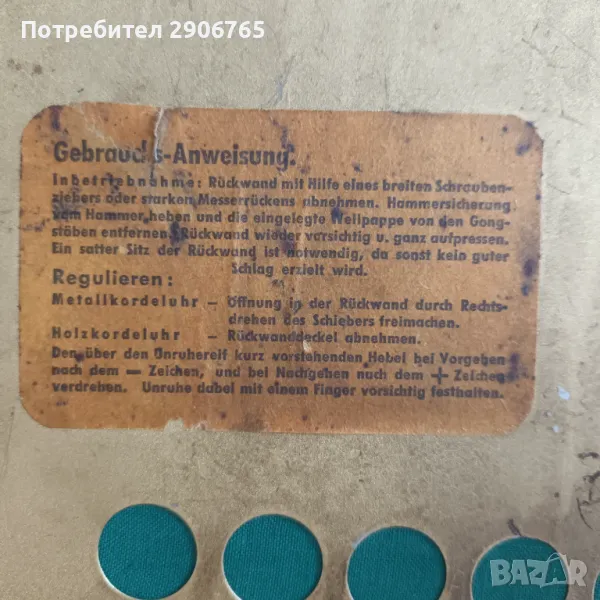 Потребител 2906765
Gebrauchs-Anweisung.
Inbetriebnahme: Rückwand mit Hilfe eines breiten Schrauben-
ziehers oder starken Messerrückens abnehmen. Hammersicherung
vom Hammer heben und die eingelegte Wellpappe von den Gong-
stäben entfernen. Rückwand wieder vorsichtig u. ganz aufpressen.
Ein satter Sitz der Rückwand ist notwendig, da sonst kein guter
Schlag erzielt wird.
Regulieren:
Metallkordeluhr – Öffnung in der Rückwand durch Rechts-
drehen des Schiebers freimachen.
Holzkordeluhr – Rückwanddeckel abnehmen.
Den über den Unruhereif kurz vorstehenden Hebel bei Vorgehen
nach dem — Zeichen, und bei Nachgehen nach dem + Zeichen
verdrehen. Unruhe dabei mit einem Finger vorsichtig festhalten.
BAZAR